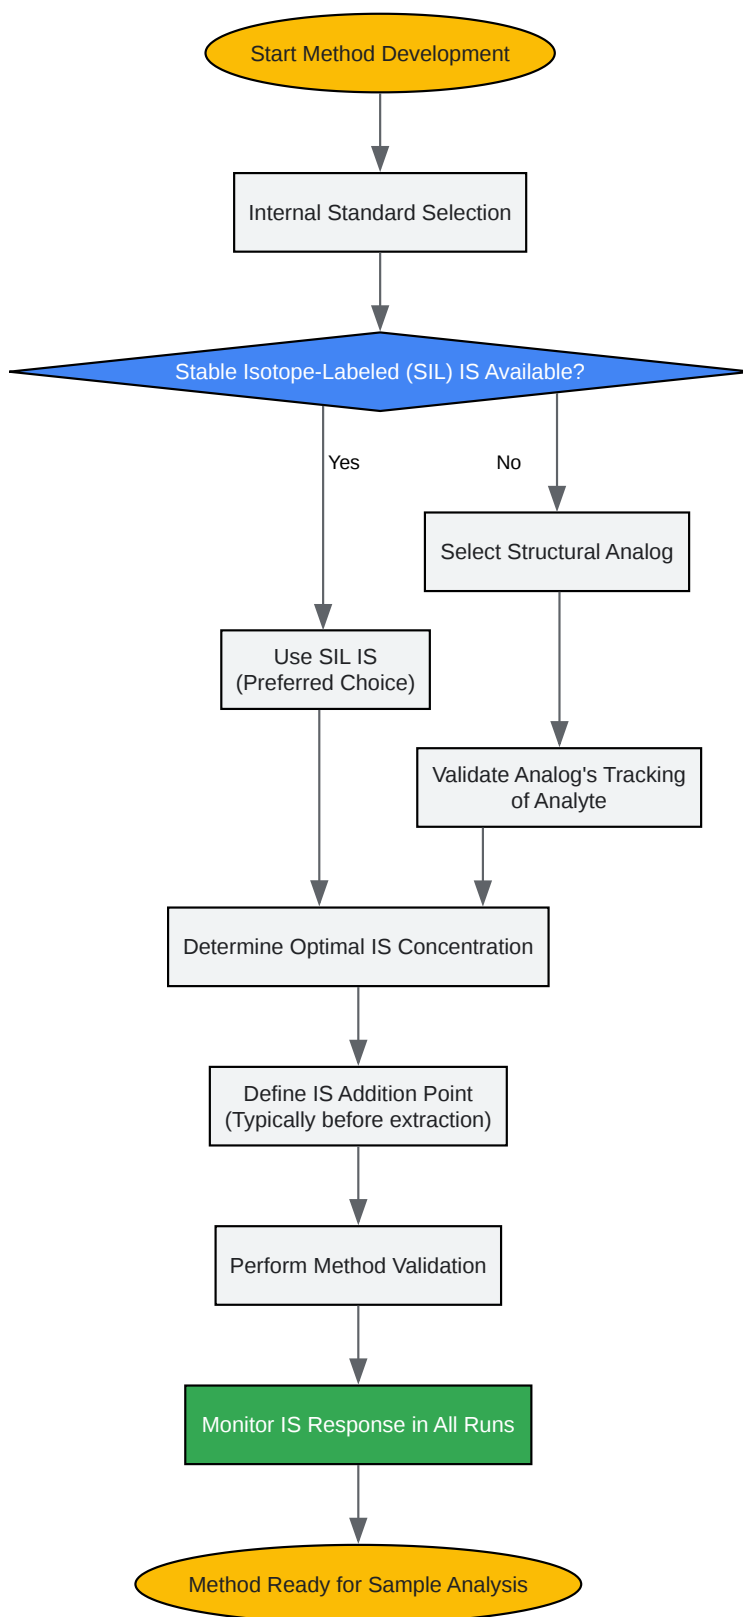 Start Method Development
Internal Standard Selection
Stable Isotope-Labeled (SIL) IS Available?
Yes
No
Select Structural Analog
Use SIL IS
(Preferred Choice)
Validate Analog's Tracking
of Analyte
Determine Optimal IS Concentration
Define IS Addition Point
(Typically before extraction)
Perform Method Validation
Monitor IS Response in All Runs
Method Ready for Sample Analysis